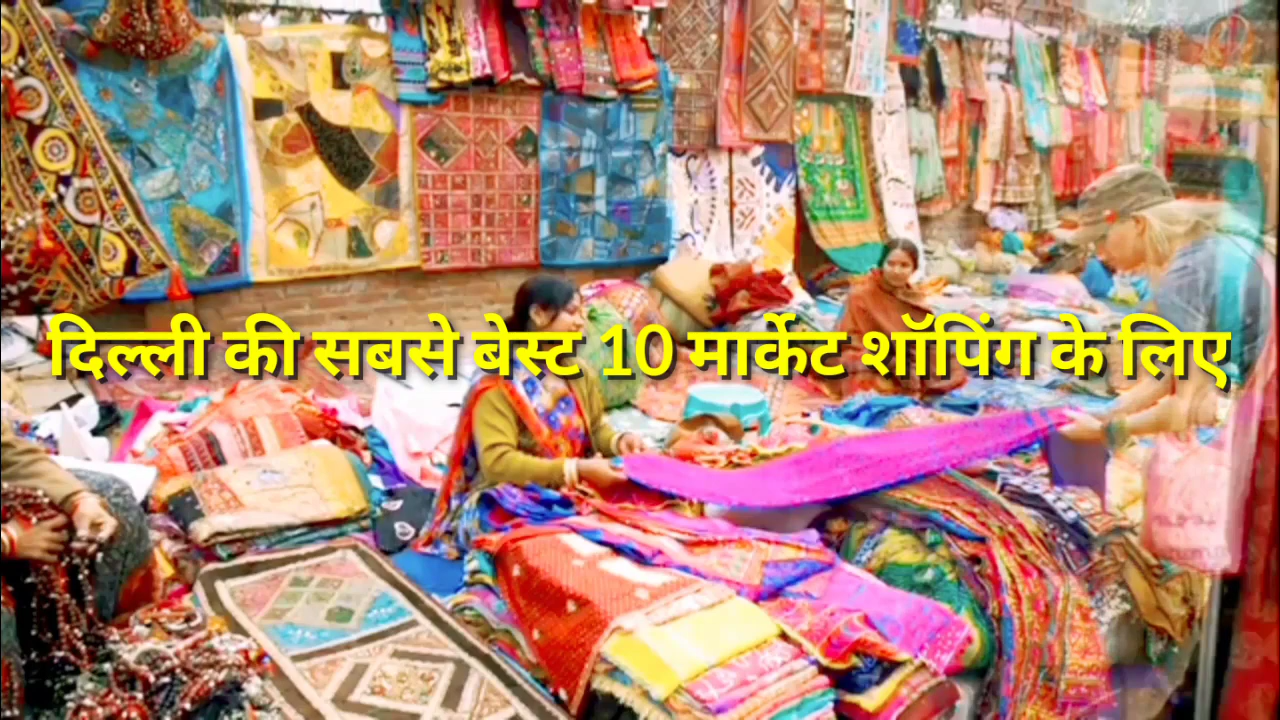 दिल्ली की सबसे बेस्ट 10 मार्केट शॉपिंग के लिए